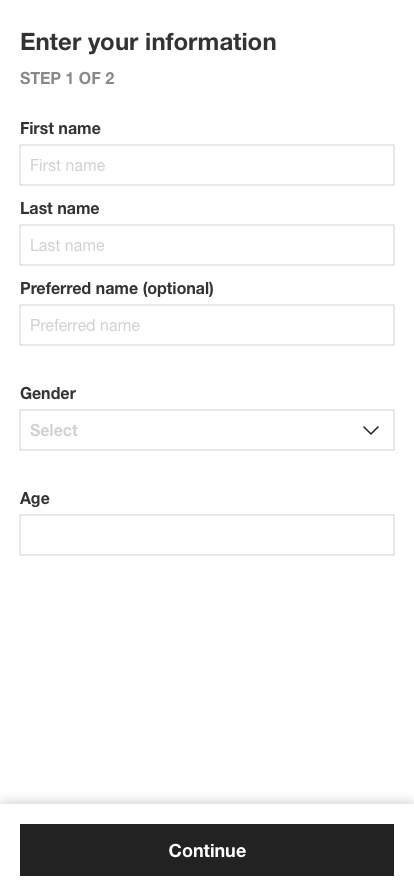 Enter your information
STEP 1 OF 2
First name
First name
Last name
Last name
Preferred name (optional)
Preferred name
Gender
Select
Age
Continue